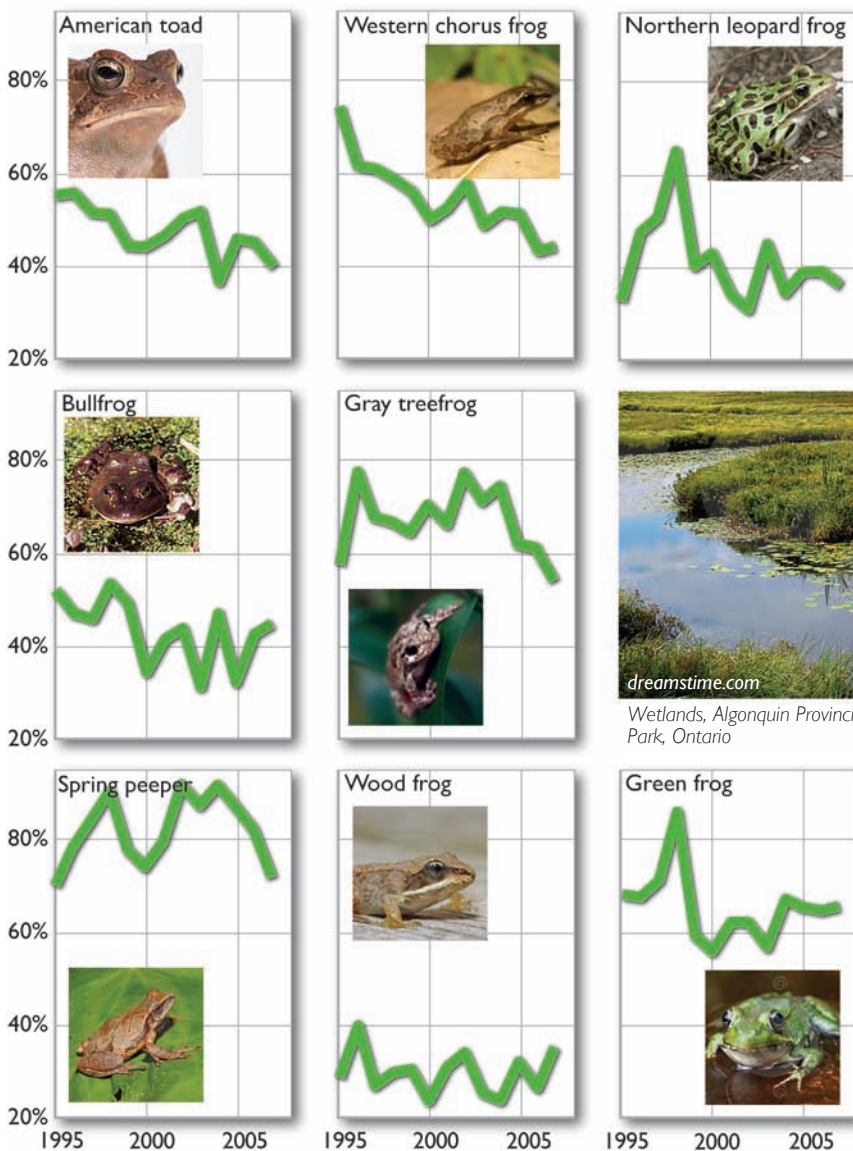 American toad
Western chorus frog
Northern leopard frog
80%
60%
40%
20%
Bullfrog
Gray treefrog
80%
60%
40%
20%
dreamstime.com
Wetlands, Algonquin Provinci
Park, Ontario
Spring peeper
Wood frog
Green frog
80%
60%
40%
20%
1995 2000 2005
1995 2000 2005
1995 2000 2005